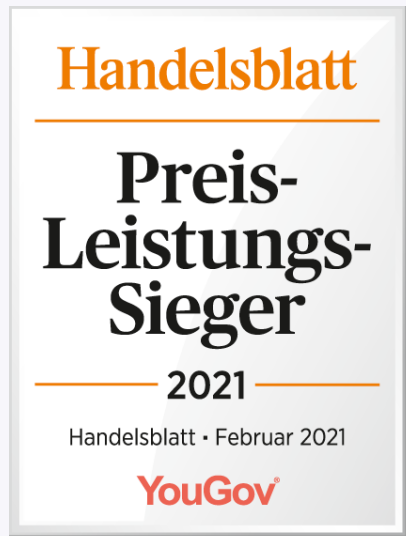 Handelsblatt
Preis-
Leistungs-
Sieger
2021
Handelsblatt • Februar 2021
YouGov®